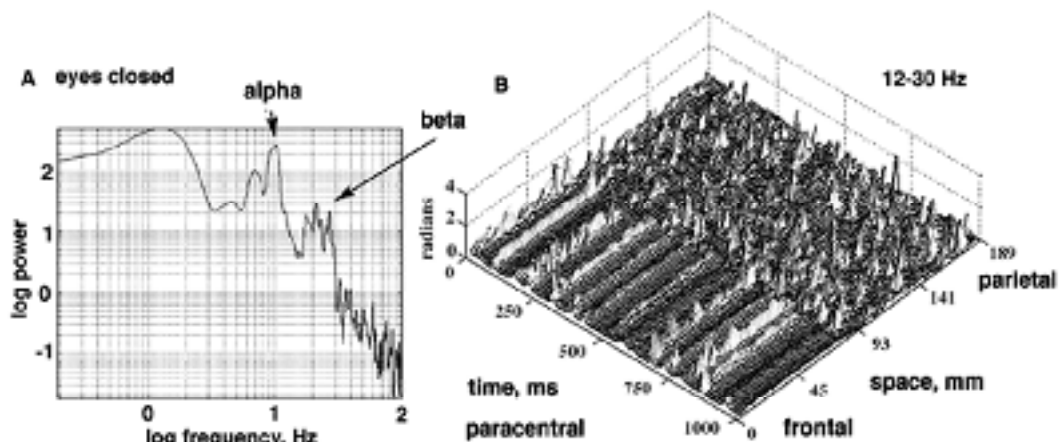 A eyes closed
alpha
beta
log power
2
1
0
-1
0
1
2
log frequency, Hz
B
12-30 Hz
radians
4
2
0
0
250
500
750
1000
time, ms
paracentral
0
45
93
141
189
space, mm
frontal
parietal